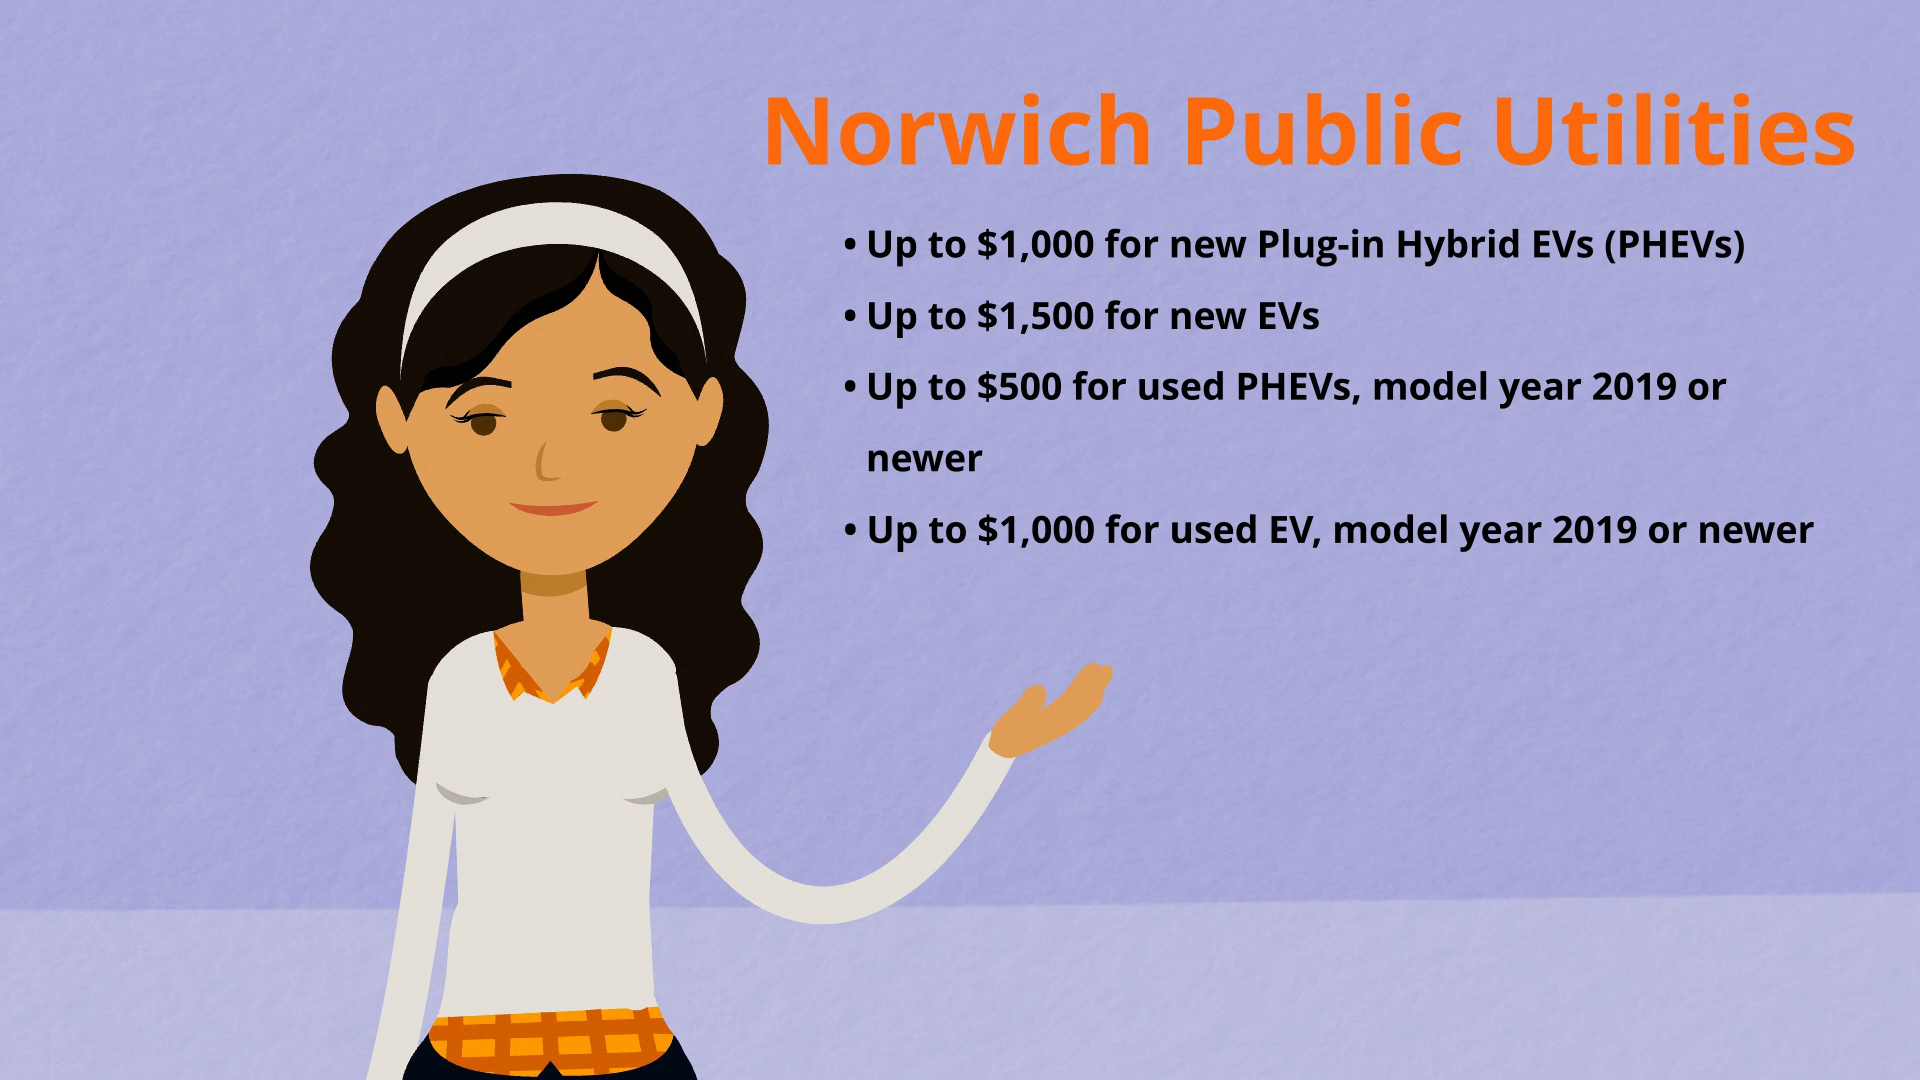 Norwich Public Utilities
• Up to $1,000 for new Plug-in Hybrid EVs (PHEVs)
• Up to $1,500 for new EVs
• Up to $500 for used PHEVs, model year 2019 or
newer
• Up to $1,000 for used EV, model year 2019 or newer